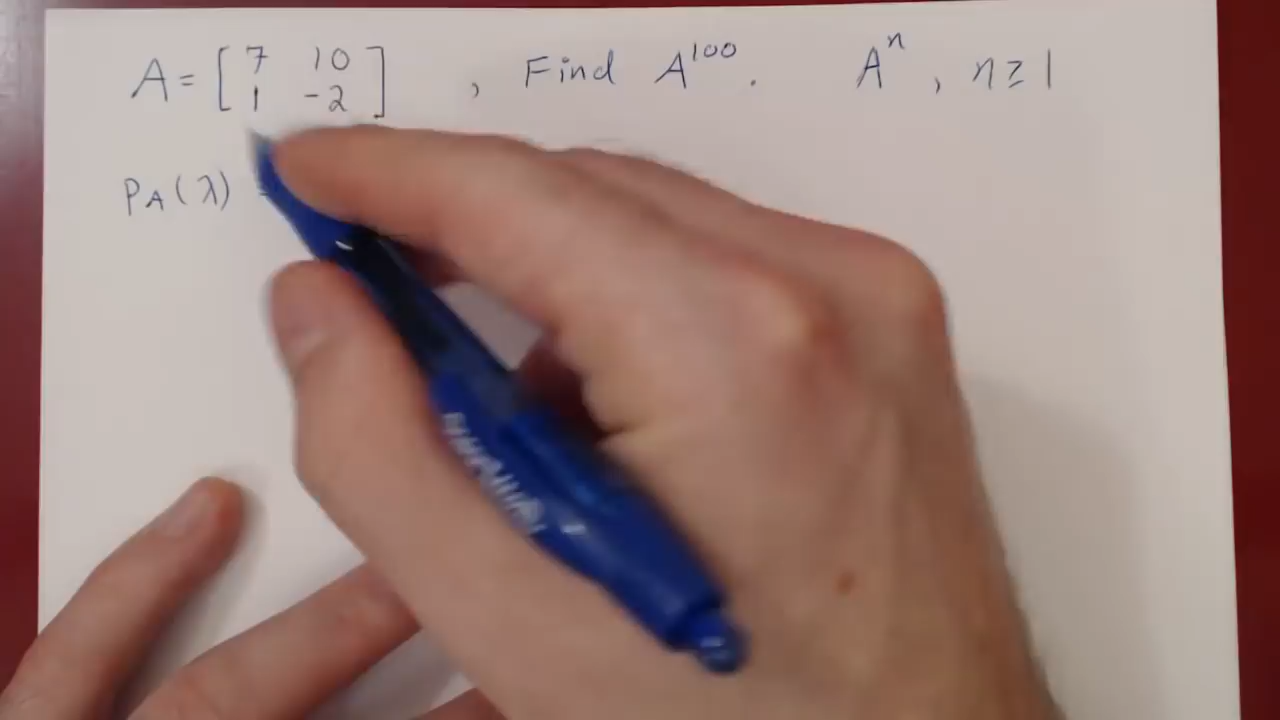 A = [ 7 10 , Find A^100 . A^n , n ≥ 1
1 -2 ]
P_A(λ)